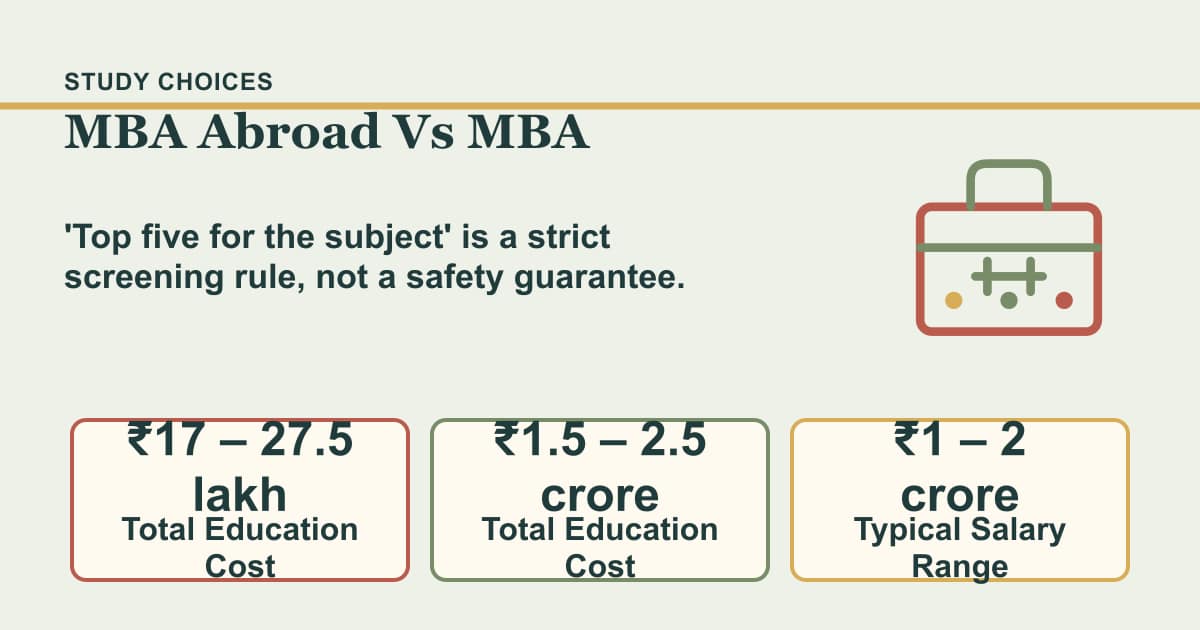 STUDY CHOICES
MBA Abroad Vs MBA
'Top five for the subject' is a strict
screening rule, not a safety guarantee.
₹17 – 27.5
lakh
Total Education
Cost
₹1.5 – 2.5
crore
Total Education
Cost
₹1 – 2
crore
Typical Salary
Range